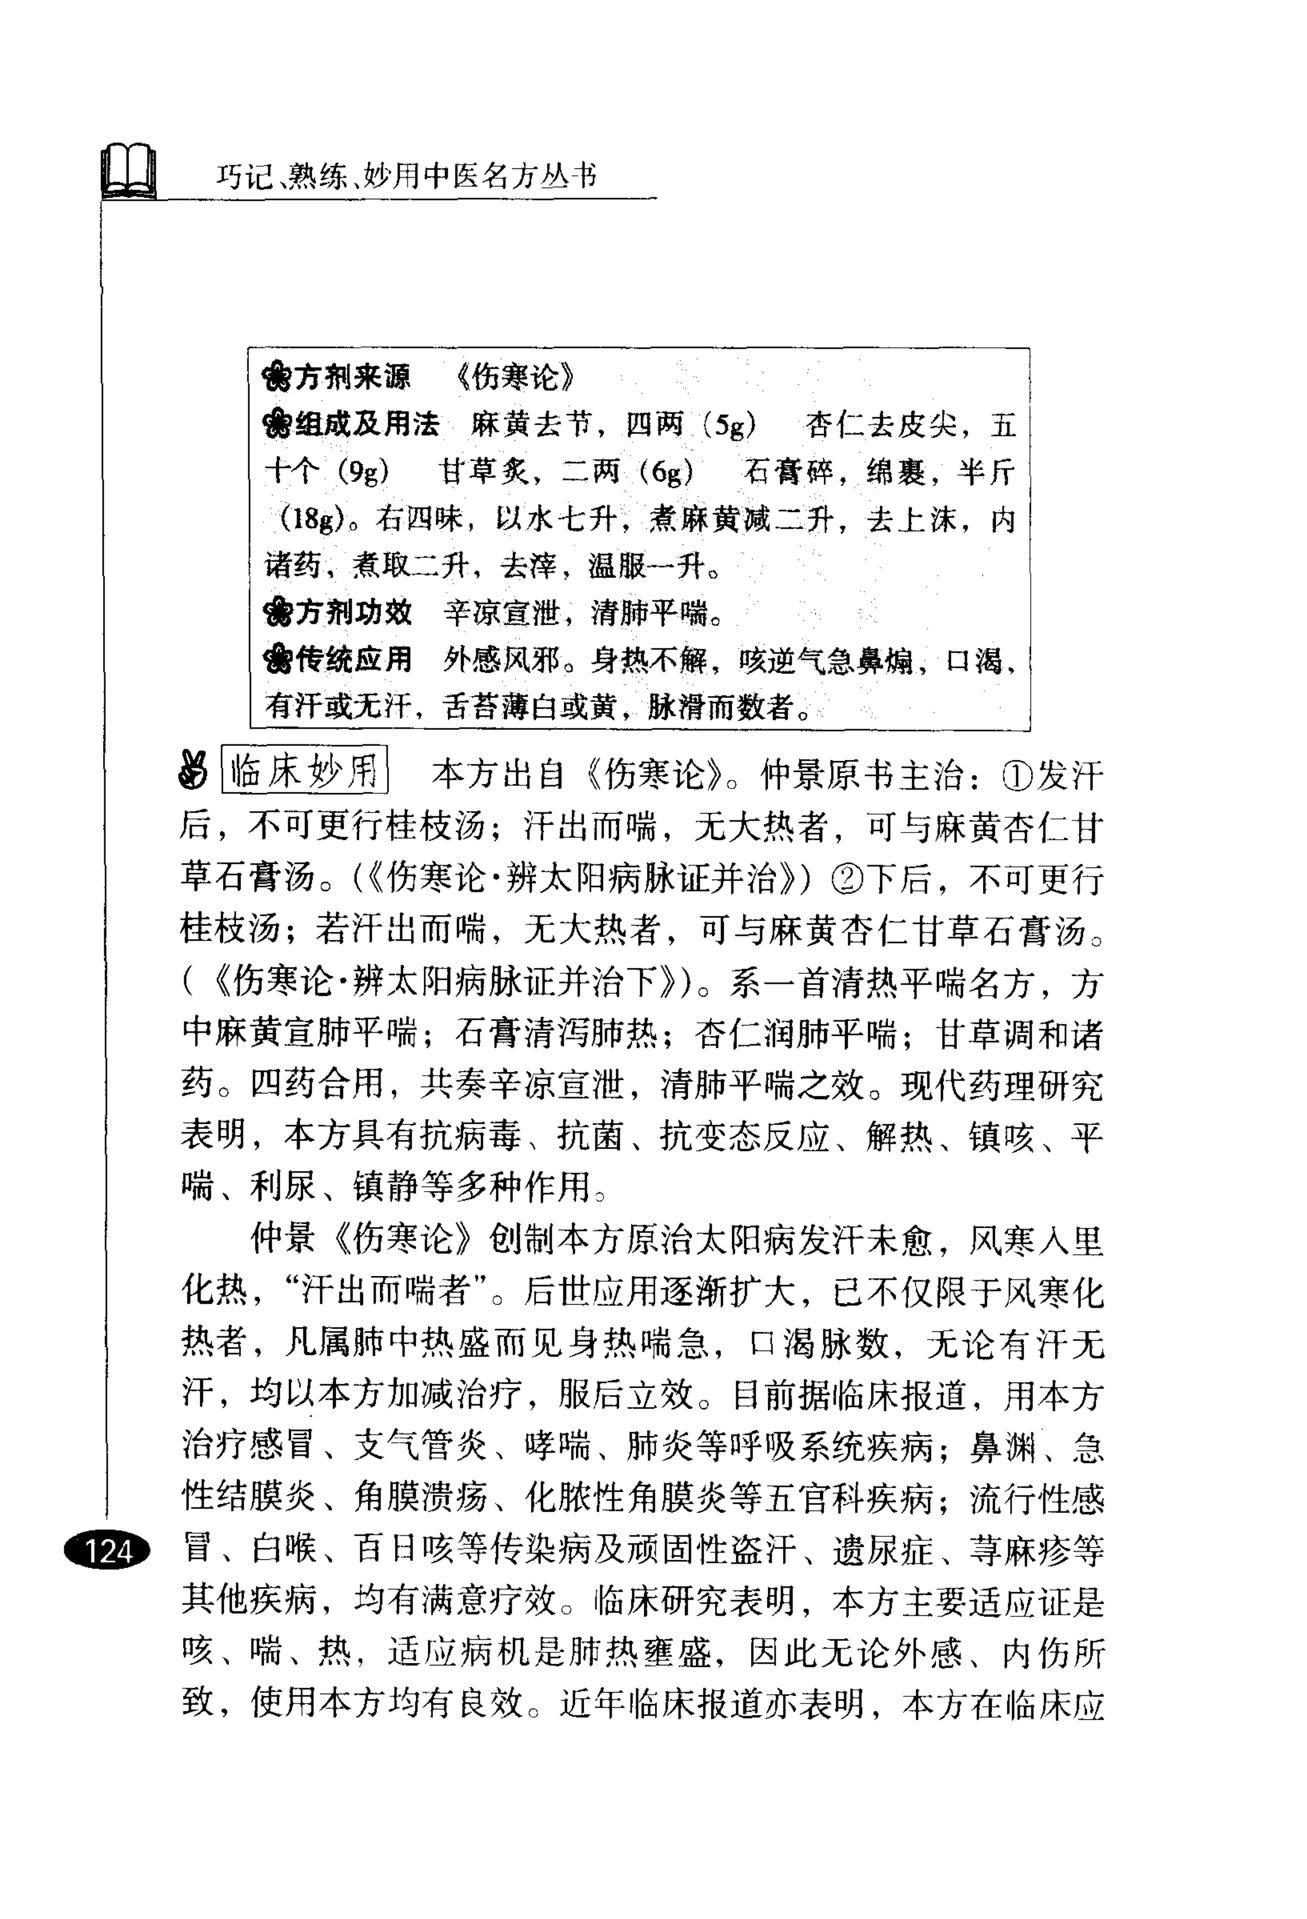 巧记、熟练、妙用中医名方丛书
方剂来源 《伤寒论》
组成及用法 麻黄去节，四两（5g） 杏仁去皮尖，五
十个（9g） 甘草炙，二两（6g） 石膏碎，绵裹，半斤
（18g）。右四味，以水七升，煮麻黄减二升，去上沫，内
诸药，煮取二升，去滓，温服一升。
方剂功效 辛凉宣泄，清肺平喘。
传统应用 外感风邪。身热不解，咳逆气急鼻煽，口渴，
有汗或无汗，舌苔薄白或黄，脉滑而数者。
临床妙用 本方出自《伤寒论》。仲景原书主治：①发汗
后，不可更行桂枝汤；汗出而喘，无大热者，可与麻黄杏仁甘
草石膏汤。（《伤寒论·辨太阳病脉证并治》）②下后，不可更行
桂枝汤；若汗出而喘，无大热者，可与麻黄杏仁甘草石膏汤。
（《伤寒论·辨太阳病脉证并治下》）。系一首清热平喘名方，方
中麻黄宣肺平喘；石膏清泻肺热；杏仁润肺平喘；甘草调和诸
药。四药合用，共奏辛凉宣泄，清肺平喘之效。现代药理研究
表明，本方具有抗病毒、抗菌、抗变态反应、解热、镇咳、平
喘、利尿、镇静等多种作用。
仲景《伤寒论》创制本方原治太阳病发汗未愈，风寒入里
化热，“汗出而喘者”。后世应用逐渐扩大，已不仅限于风寒化
热者，凡属肺中热盛而见身热喘急，口渴脉数，无论有汗无
汗，均以本方加减治疗，服后立效。目前据临床报道，用本方
治疗感冒、支气管炎、哮喘、肺炎等呼吸系统疾病；鼻渊、急
性结膜炎、角膜溃疡、化脓性角膜炎等五官科疾病；流行性感
冒、白喉、百日咳等传染病及顽固性盗汗、遗尿症、荨麻疹等
其他疾病，均有满意疗效。临床研究表明，本方主要适应证是
咳、喘、热，适应病机是肺热壅盛，因此无论外感、内伤所
致，使用本方均有良效。近年临床报道亦表明，本方在临床应
124